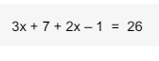 3x + 7 + 2x – 1 = 26